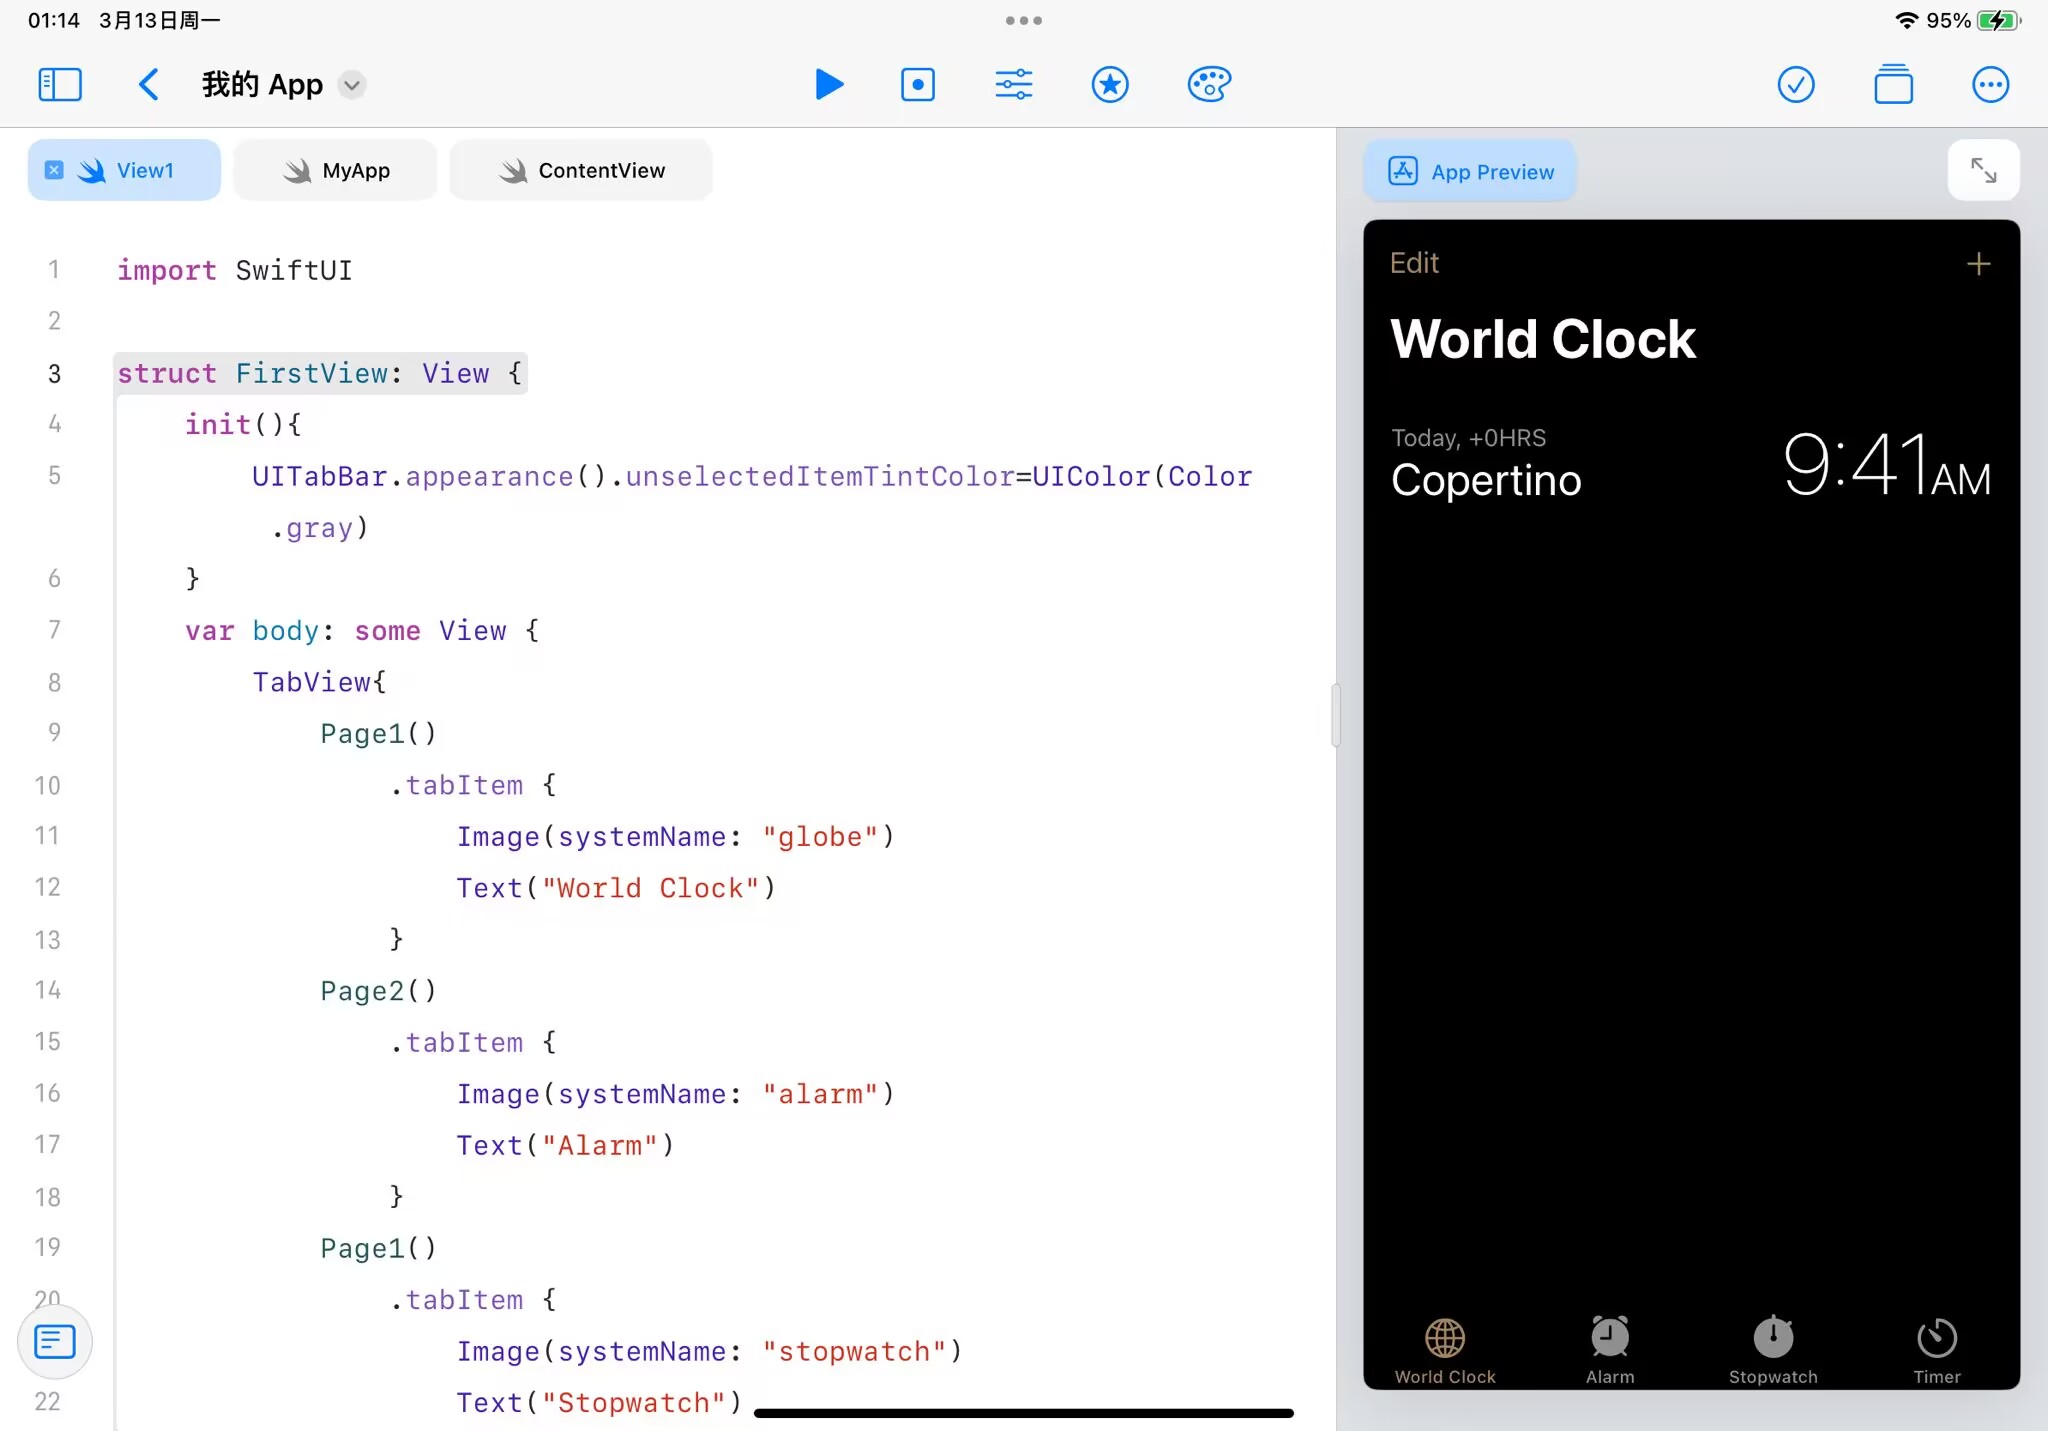 01:14 3月13日周一
95%
我的 App
View1
MyApp
ContentView
1 import SwiftUI
2
3 struct FirstView: View {
4 init(){
5 UITabBar.appearance().unselectedItemTintColor=UIColor(Color
.gray)
6 }
7 var body: some View {
8 TabView{
9 Page1()
10 .tabItem {
11 Image(systemName: "globe")
12 Text("World Clock")
13 }
14 Page2()
15 .tabItem {
16 Image(systemName: "alarm")
17 Text("Alarm")
18 }
19 Page1()
20 .tabItem {
Image(systemName: "stopwatch")
22 Text("Stopwatch")
App Preview
Edit
World Clock
Today, +0HRS
Copertino
9:41AM
World Clock
Alarm
Stopwatch
Timer